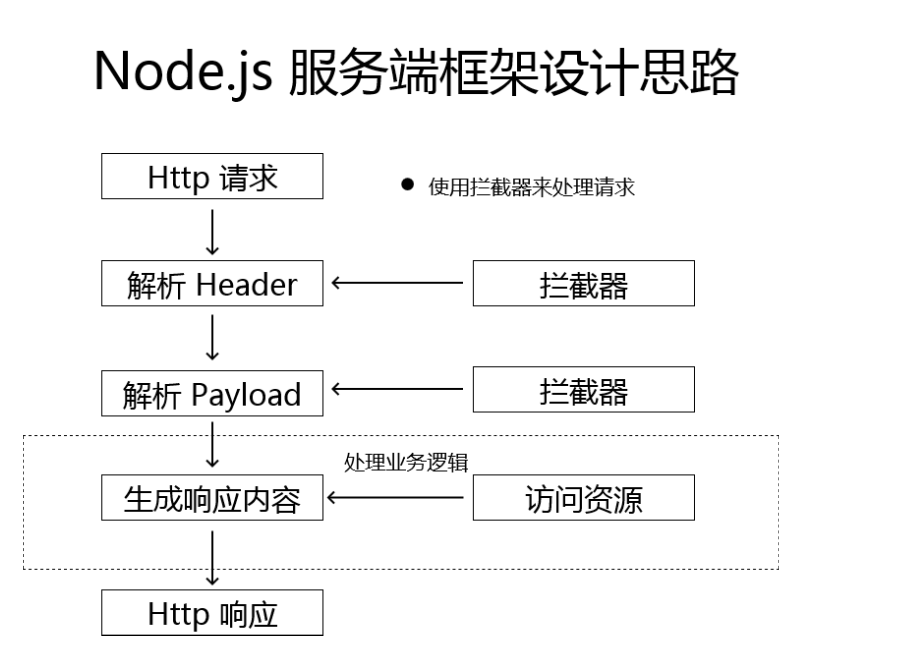 Node.js 服务端框架设计思路
Http 请求
● 使用拦截器来处理请求
解析 Header
拦截器
解析 Payload
拦截器
处理业务逻辑
生成响应内容
访问资源
Http 响应